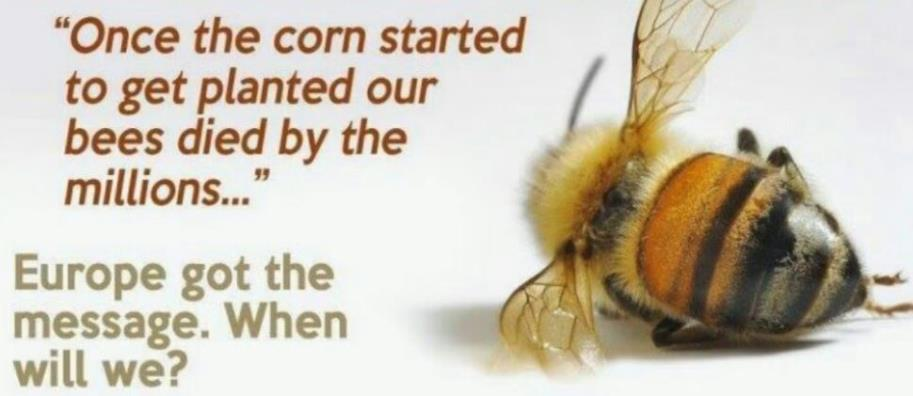 “Once the corn started
to get planted our
bees died by the
millions...”
Europe got the
message. When
will we?